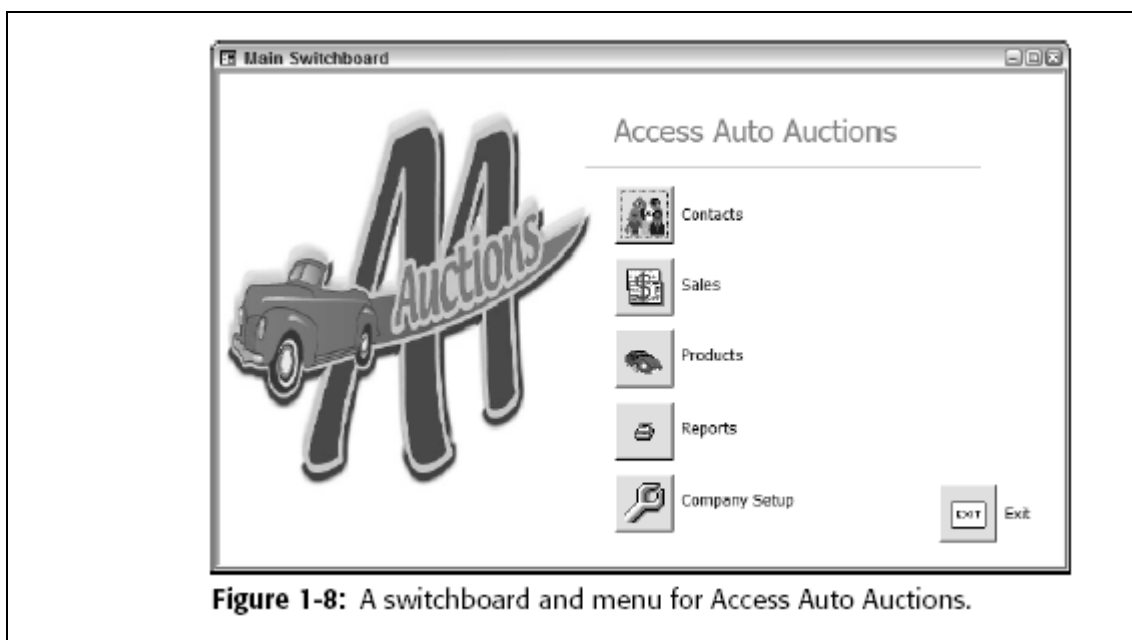 Main Switchboard
Access Auto Auctions
AA
Auctions
Contacts
Sales
Products
Reports
Company Setup
EXIT
Exit
Figure 1-8: A switchboard and menu for Access Auto Auctions.